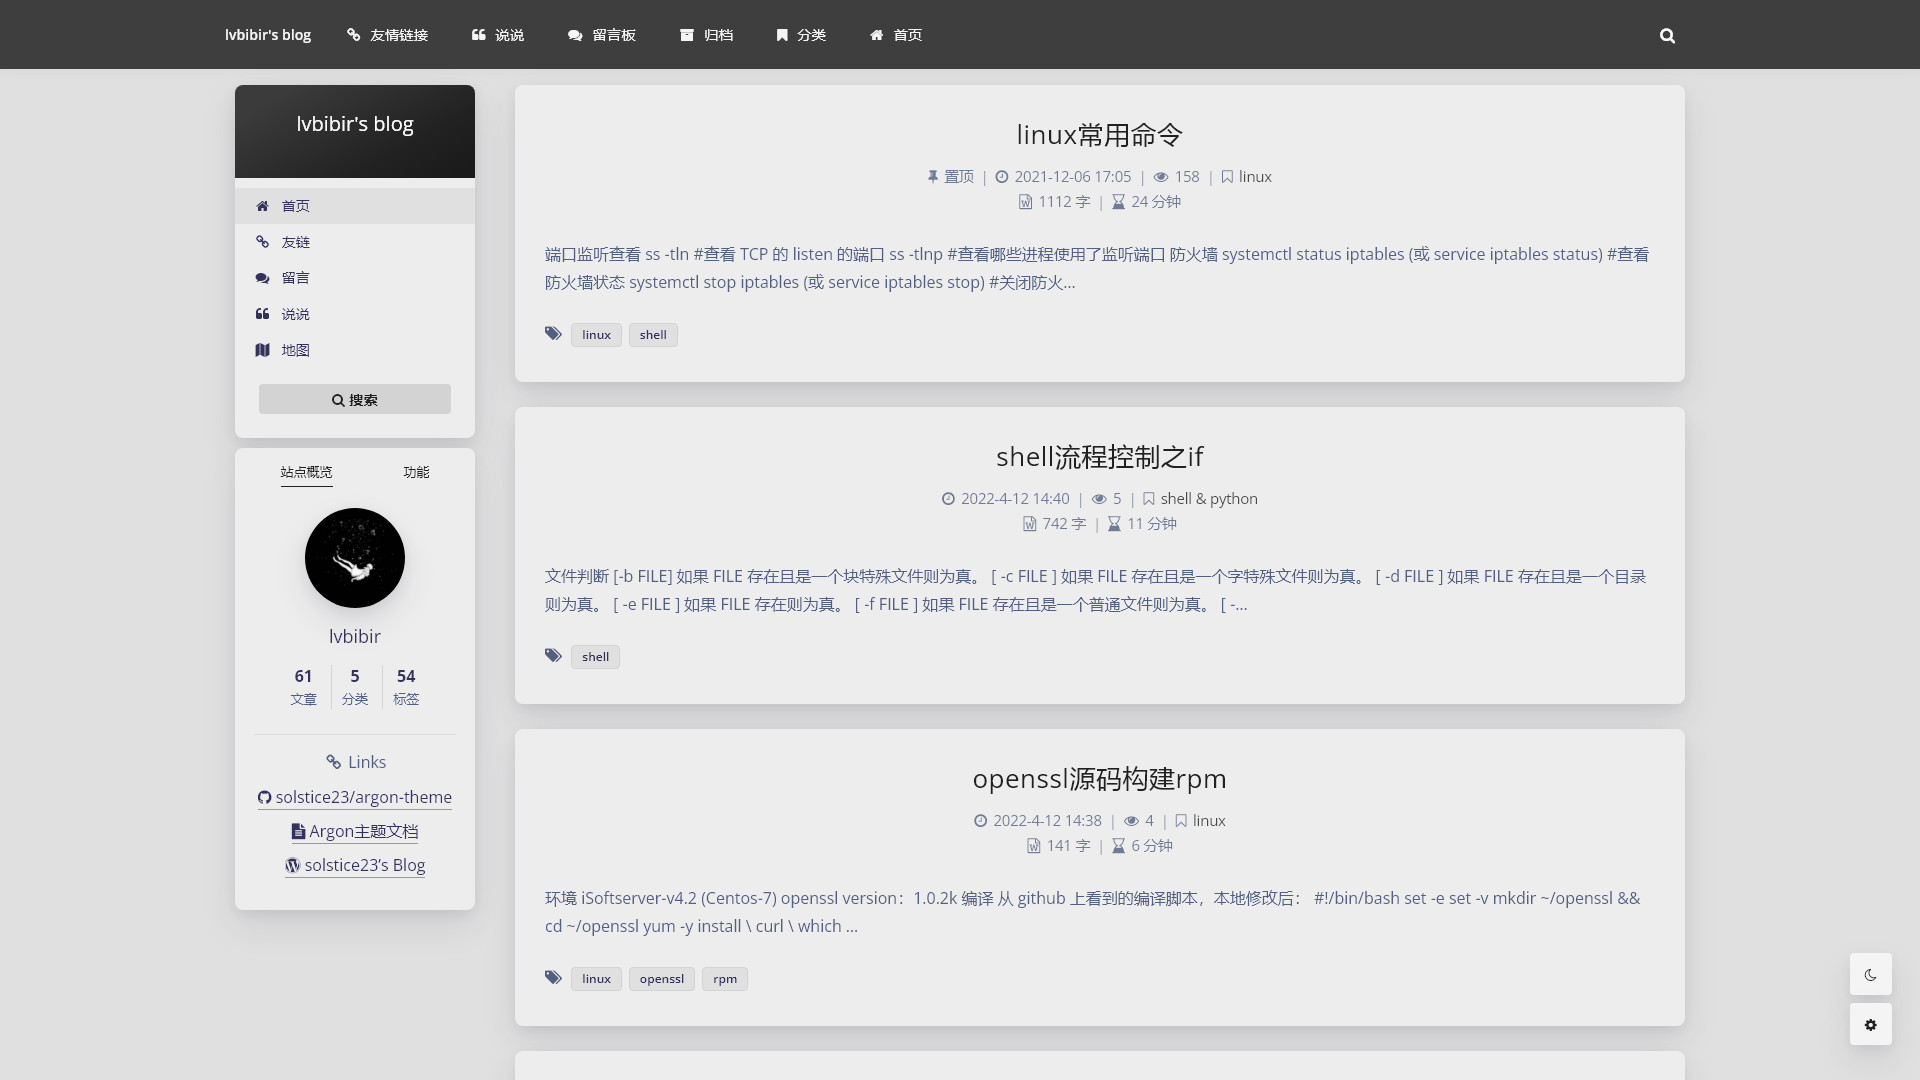 lvbibir's blog 友情链接 说说 留言板 归档 分类 首页
lvbibir's blog
首页
友链
留言
说说
地图
搜索
站点概览 功能
lvbibir
61 5 54
文章 分类 标签
Links
solstice23/argon-theme
Argon主题文档
solstice23's Blog
linux常用命令
置顶 | 2021-12-06 17:05 | 158 | linux
1112 字 | 24 分钟
端口监听查看 ss -tln #查看 TCP 的 listen 的端口 ss -tlnp #查看哪些进程使用了监听端口 防火墙 systemctl status iptables (或 service iptables status) #查看
防火墙状态 systemctl stop iptables (或 service iptables stop) #关闭防火...
linux shell
shell流程控制之if
2022-4-12 14:40 | 5 | shell & python
742 字 | 11 分钟
文件判断 [-b FILE] 如果 FILE 存在且是一个块特殊文件则为真。 [ -c FILE ] 如果 FILE 存在且是一个字特殊文件则为真。 [ -d FILE ] 如果 FILE 存在且是一个目录
则为真。 [ -e FILE ] 如果 FILE 存在则为真。 [ -f FILE ] 如果 FILE 存在且是一个普通文件则为真。 [ -...
shell
openssl源码构建rpm
2022-4-12 14:38 | 4 | linux
141 字 | 6 分钟
环境 iSoftserver-v4.2 (Centos-7) openssl version：1.0.2k 编译 从 github 上看到的编译脚本，本地修改后： #!/bin/bash set -e set -v mkdir ~/openssl &&
cd ~/openssl yum -y install \ curl \ which ...
linux openssl rpm